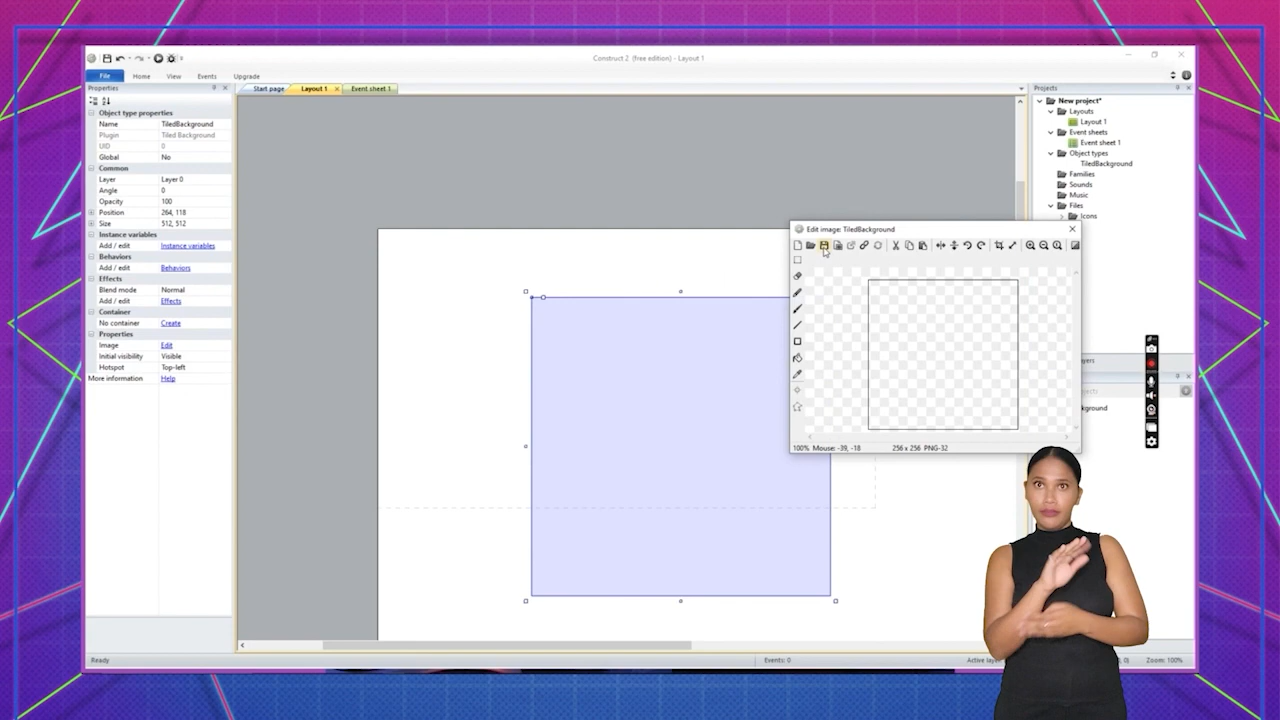 Construct 2 (free edition) - Layout 1
File Home View Events Upgrade
Properties
Start page Layout 1 Event sheet 1
Projects
Object type properties
Name TiledBackground
Plugin Tiled Background
UID 0
Global No
Common
Layer Layer 0
Angle 0
Opacity 100
Position 264, 118
Size 512, 512
Instance variables
Add / edit Instance variables
Behaviors
Add / edit Behaviors
Effects
Blend mode Normal
Add / edit Effects
Container
No container Create
Properties
Image Edit
Initial visibility Visible
Hotspot Top-left
More information Help
New project*
Layouts
Layout 1
Event sheets
Event sheet 1
Object types
TiledBackground
Families
Sounds
Music
Files
Icons
Edit image: TiledBackground
100% Mouse: -39, -18 256 x 256 PNG-32
ayers
ckground
Ready Events: 0 Active laye 0) Zoom: 100%